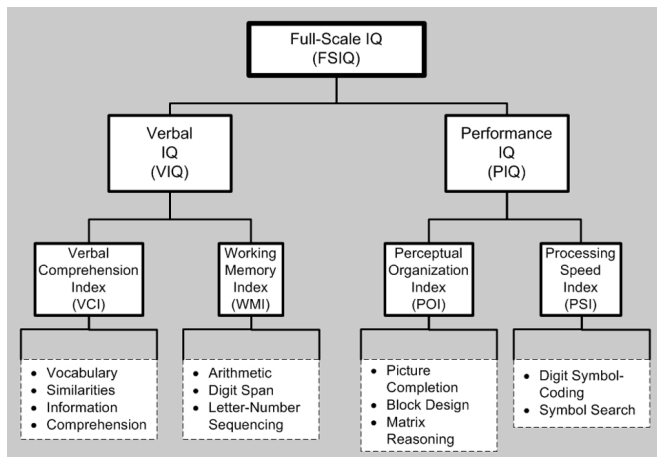 Full-Scale IQ
(FSIQ)
Verbal
IQ
(VIQ)
Performance
IQ
(PIQ)
Verbal
Comprehension
Index
(VCI)
Working
Memory
Index
(WMI)
Perceptual
Organization
Index
(POI)
Processing
Speed
Index
(PSI)
• Vocabulary
• Similarities
• Information
• Comprehension
• Arithmetic
• Digit Span
• Letter-Number
Sequencing
• Picture
Completion
• Block Design
• Matrix
Reasoning
• Digit Symbol-
Coding
• Symbol Search